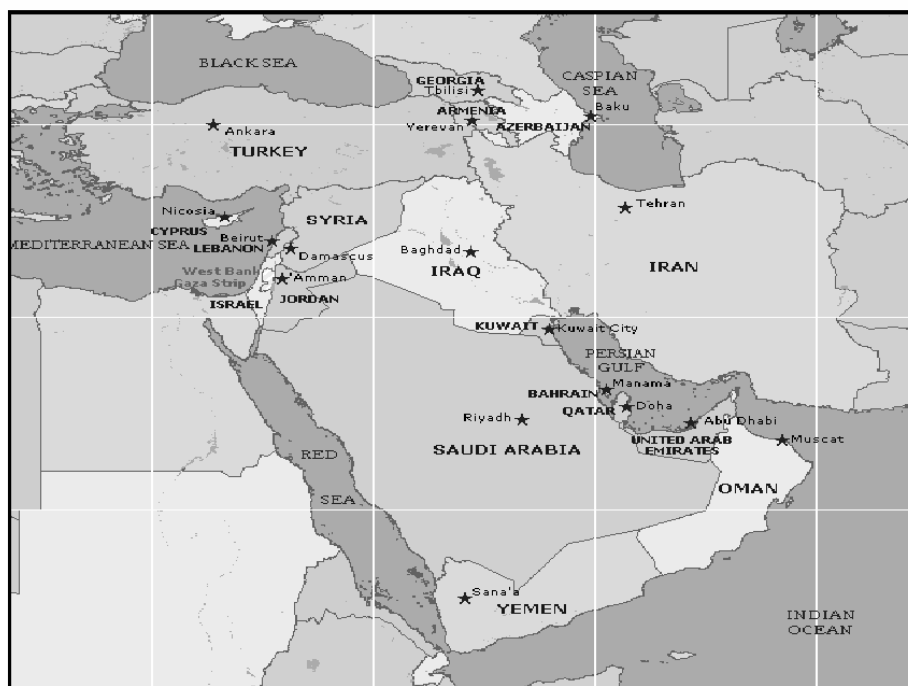 BLACK SEA
GEORGIA
Tbilisi
CASPIAN
SEA
ARMENIA
Baku
Yerevan
AZERBAIJAN
Ankara
TURKEY
Tehran
Nicosia
SYRIA
CYPRUS
Beirut
MEDITERRANEAN SEA
LEBANON
Damascus
Baghdad
IRAQ
IRAN
West Bank
'Amman
Gaza Strip
ISRAEL
JORDAN
KUWAIT
Kuwait City
PERSIAN
GULF
Manama
BAHRAIN
QATAR
Doha
Riyadh
Abu Dhabi
UNITED ARAB
EMIRATES
Muscat
SAUDI ARABIA
RED
SEA
OMAN
Sana'a
YEMEN
INDIAN
OCEAN